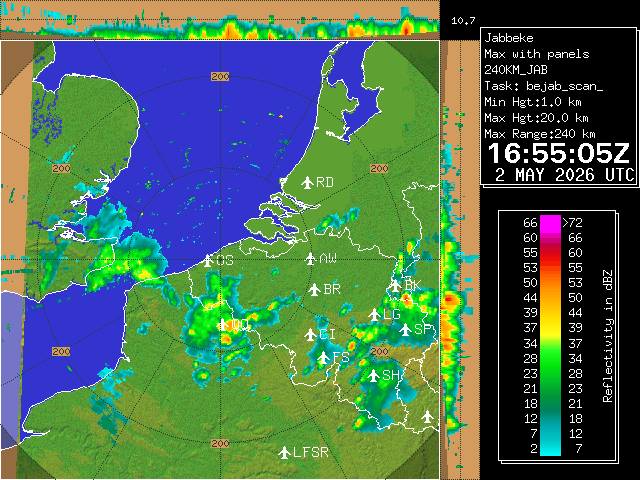 10.7
Jabbeke
Max with panels
240KM_JAB
Task: bejab_scan_
Min Hgt:1.0 km
Max Hgt:20.0 km
Max Range:240 km
16:55:05Z
2 MAY 2026 UTC
200
200
200
RD
OS
AW
BR
BK
LG
SP
CI
FS
SH
200
200
200
LFSR
66 >72
60 66
55 60
53 55
50 53
44 50
39 44
37 39
34 37
28 34
23 28
21 23
18 21
12 18
7 12
2 7
Reflectivity in dBZ